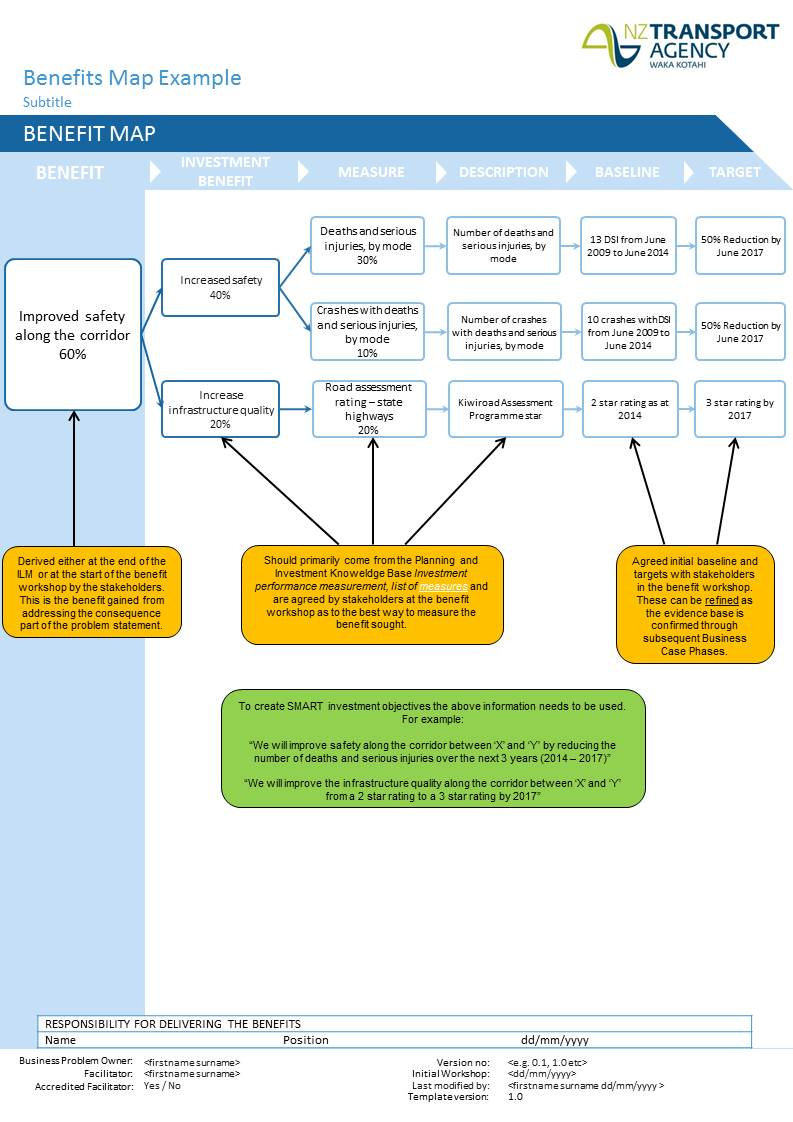 NZTRANSPORT
AGENCY
WAKA KOTAHI
Benefits Map Example
Subtitle
BENEFIT MAP
BENEFIT
INVESTMENT
BENEFIT
MEASURE
DESCRIPTION
BASELINE
TARGET
Improved safety
along the corridor
60%
Increased safety
40%
Deaths and serious
injuries, by mode
30%
Number of deaths and
serious injuries, by
mode
13 DSI from June
2009 to June 2014
50% Reduction by
June 2017
Crashes with deaths
and serious injuries,
by mode
10%
Number of crashes
with deaths and serious
injuries, by mode
10 crashes with DSI
from June 2009 to
June 2014
50% Reduction by
June 2017
Increase
infrastructure quality
20%
Road assessment
rating – state
highways
20%
Kiwiroad Assessment
Programme star
2 star rating as at
2014
3 star rating by
2017
Derived either at the end of the
ILM or at the start of the benefit
workshop by the stakeholders.
This is the benefit gained from
addressing the consequence
part of the problem statement.
Should primarily come from the Planning and
Investment Knoweldge Base Investment
performance measurement, list of measures and
are agreed by stakeholders at the benefit
workshop as to the best way to measure the
benefit sought.
Agreed initial baseline and
targets with stakeholders
in the benefit workshop.
These can be refined as
the evidence base is
confirmed through
subsequent Business
Case Phases.
To create SMART investment objectives the above information needs to be used.
For example:
“We will improve safety along the corridor between ‘X’ and ‘Y’ by reducing the
number of deaths and serious injuries over the next 3 years (2014 – 2017)”
“We will improve the infrastructure quality along the corridor between ‘X’ and ‘Y’
from a 2 star rating to a 3 star rating by 2017”
RESPONSIBILITY FOR DELIVERING THE BENEFITS
Name Position dd/mm/yyyy
Business Problem Owner: <firstname surname>
Facilitator: <firstname surname>
Accredited Facilitator: Yes / No
Version no: <e.g. 0.1, 1.0 etc>
Initial Workshop: <dd/mm/yyyy>
Last modified by: <firstname surname dd/mm/yyyy >
Template version: 1.0